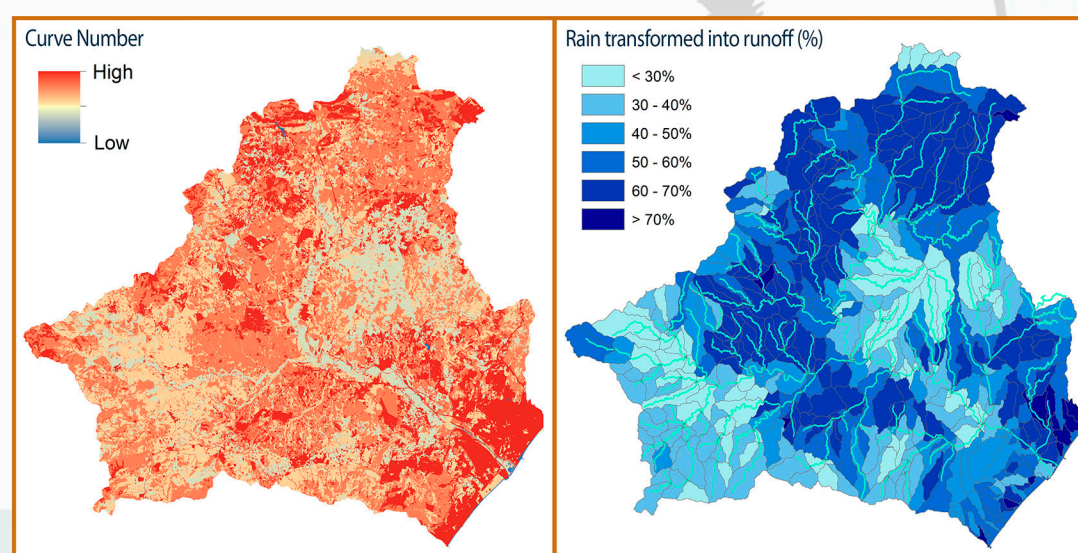 Curve Number
High
Low
Rain transformed into runoff (%)
< 30%
30 - 40%
40 - 50%
50 - 60%
60 - 70%
> 70%